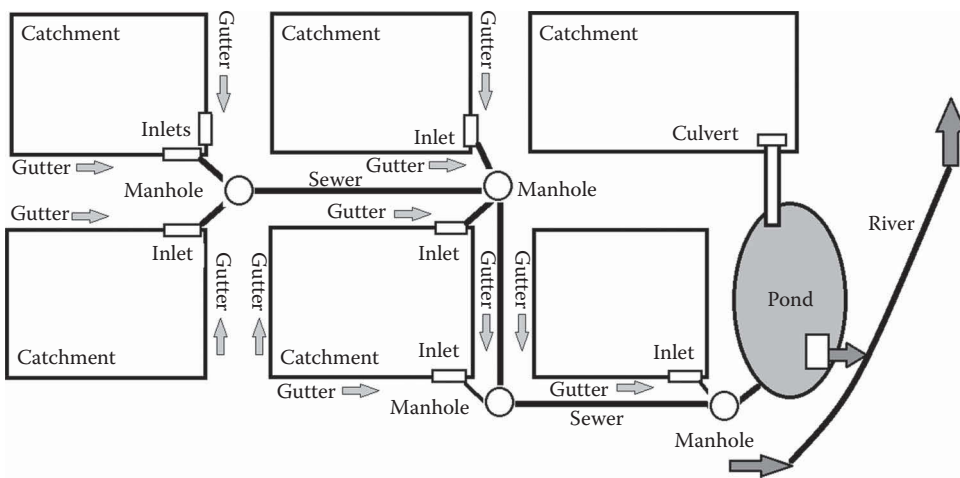 Catchment
Gutter
Catchment
Gutter
Catchment
Inlets
Inlet
Culvert
Gutter
Gutter
Sewer
Manhole
Manhole
Gutter
Gutter
River
Inlet
Inlet
Gutter
Gutter
Gutter
Gutter
Pond
Catchment
Catchment
Inlet
Inlet
Gutter
Gutter
Manhole
Sewer
Manhole